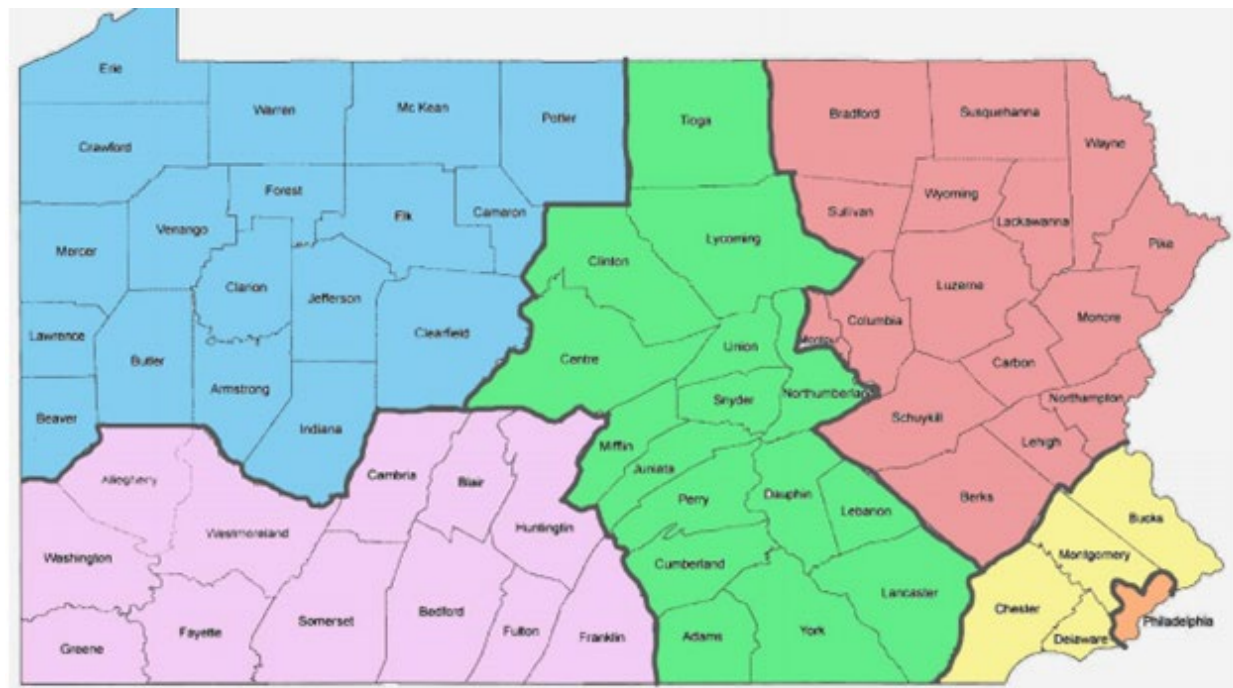 Erie
Warren
Mc Kean
Potter
Tioga
Bradford
Susquehanna
Wayne
Crawford
Forest
Elk
Cameron
Venango
Mercer
Clarion
Jefferson
Clearfield
Lawrence
Butler
Armstrong
Beaver
Indiana
Lycoming
Clinton
Centre
Union
Snyder
Northumberland
Sullivan
Wyoming
Lackawanna
Pike
Luzerne
Columbia
Monore
Carbon
Schuykill
Northampton
Lehigh
Berks
Mifflin
Juniata
Perry
Dauphin
Lebanon
Cumberland
Lancaster
Adams
York
Allegheny
Westmoreland
Washington
Greene
Fayette
Somerset
Cambria
Blair
Huntingtin
Bedford
Fulton
Franklin
Bucks
Montgomery
Chester
Delaware
Philadelphia